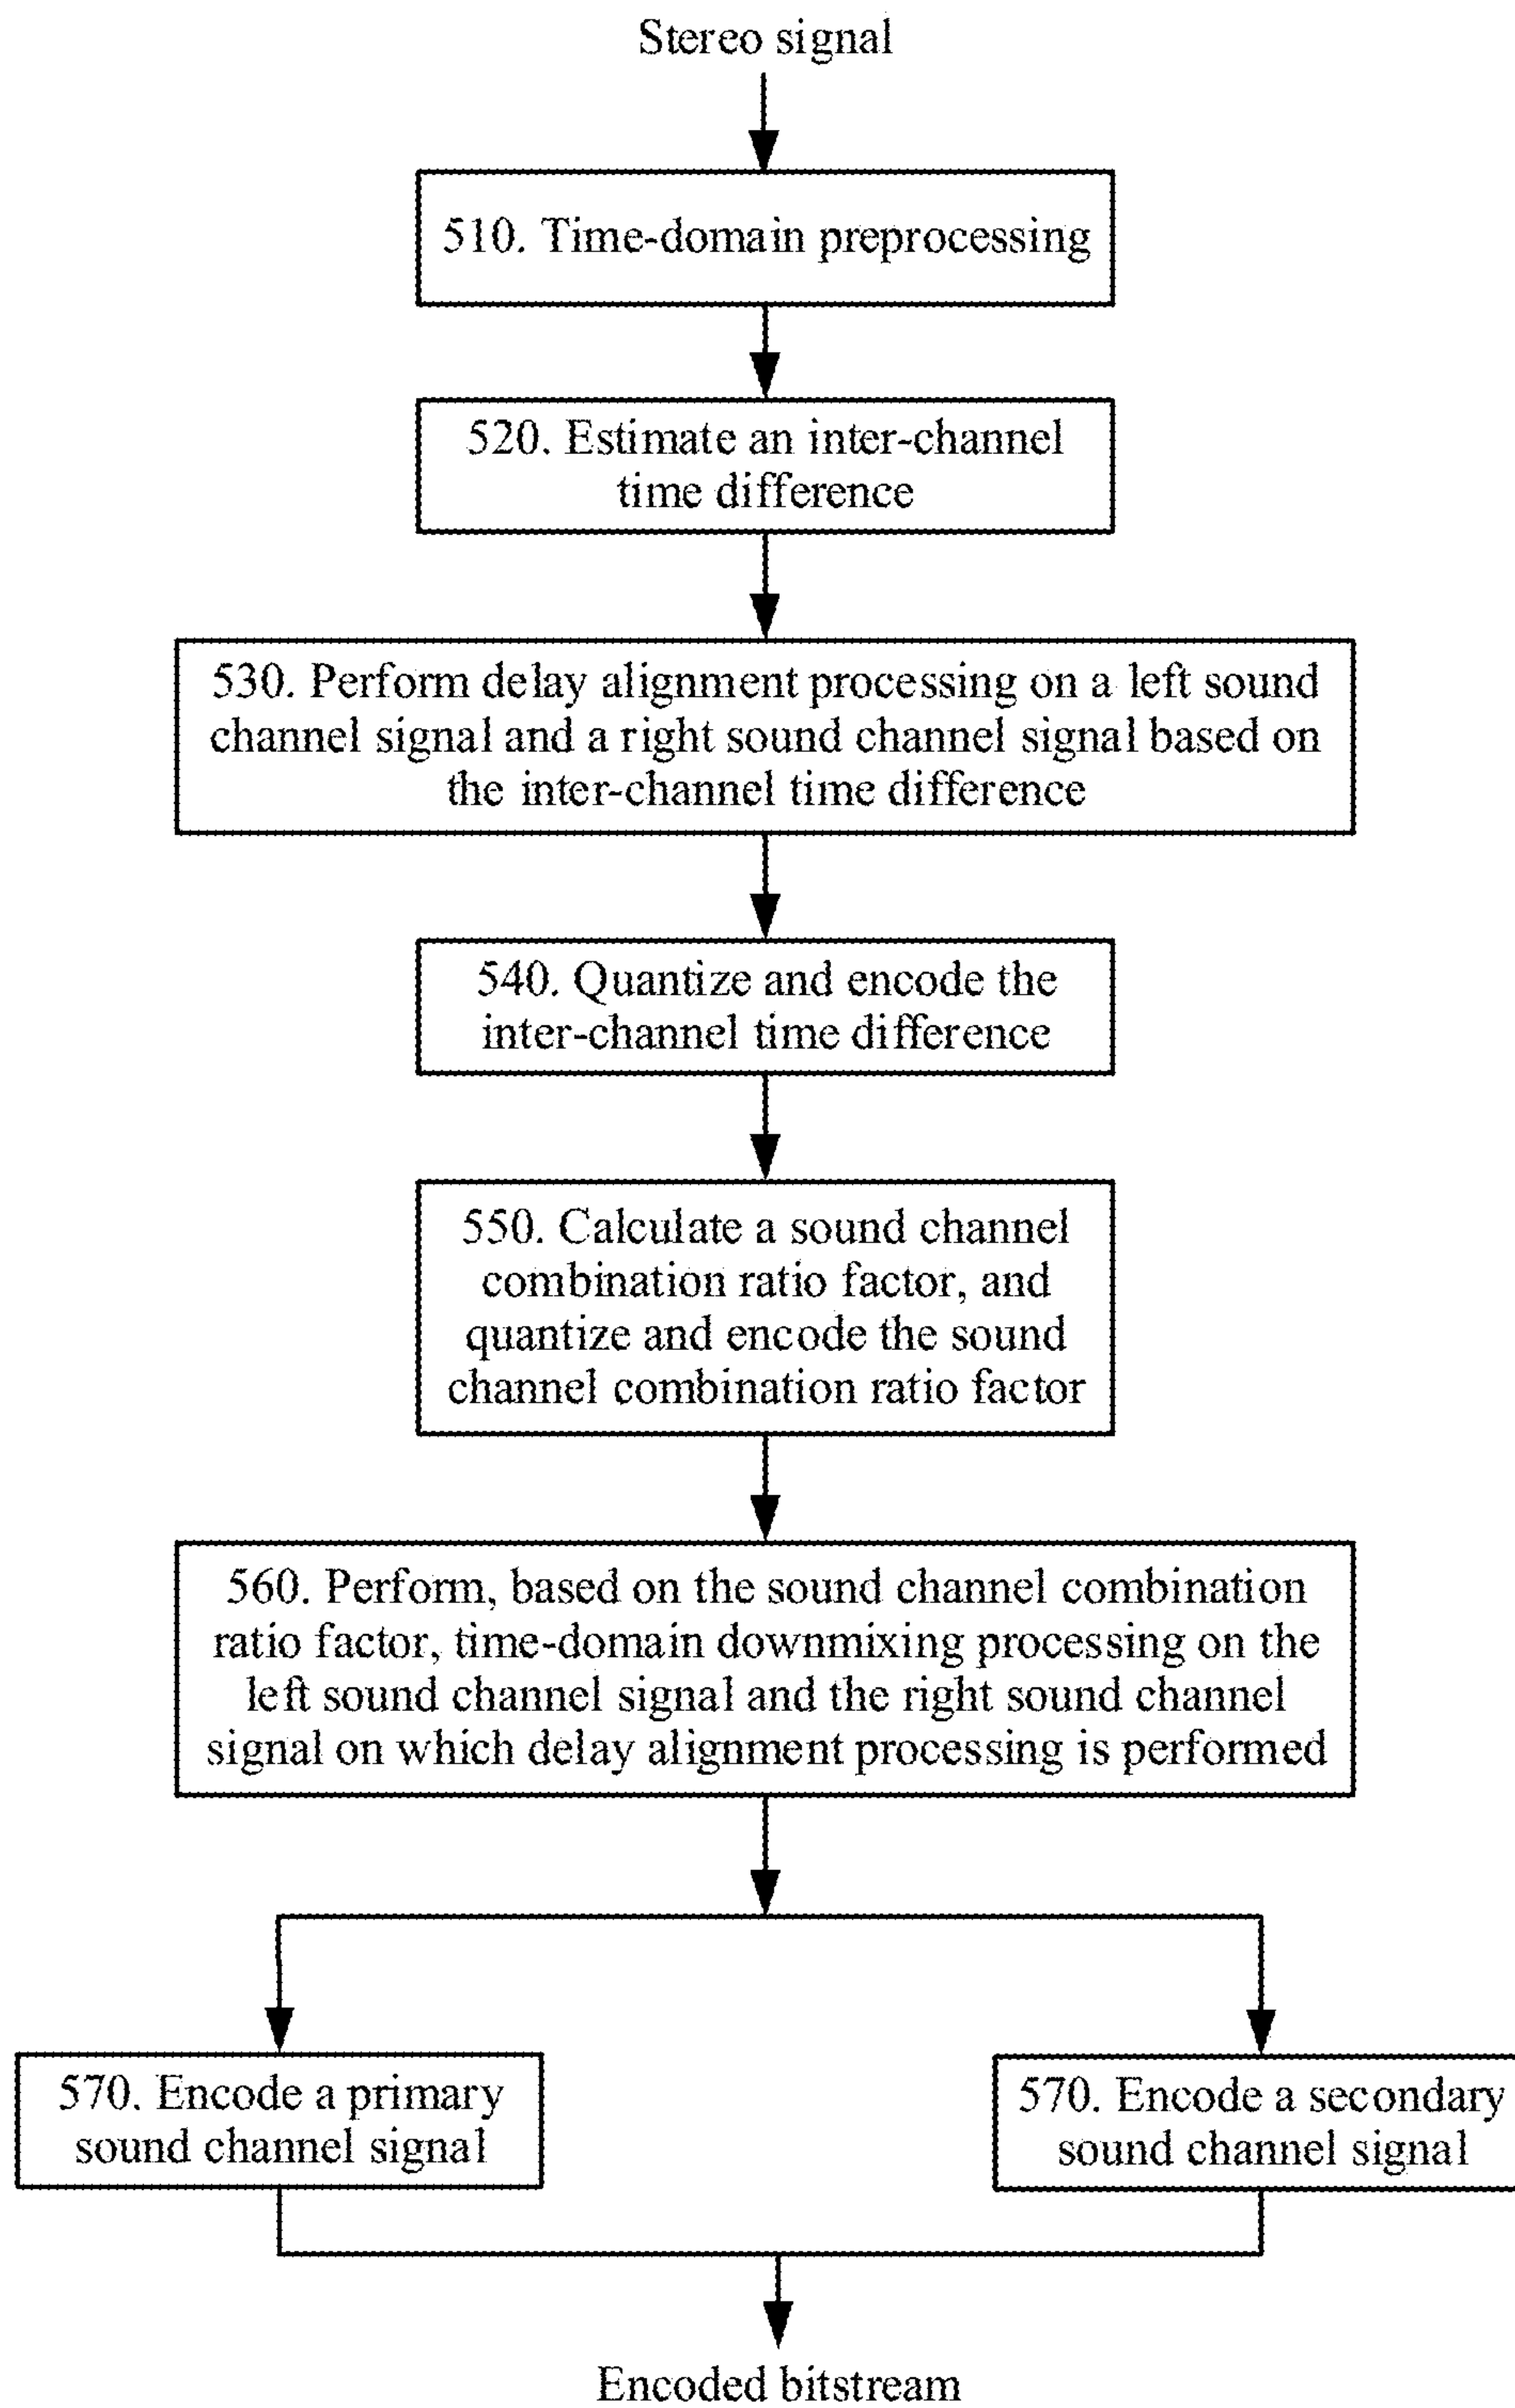 Stereo signal
510. Time-domain preprocessing
520. Estimate an inter-channel
time difference
530. Perform delay alignment processing on a left sound
channel signal and a right sound channel signal based on
the inter-channel time difference
540. Quantize and encode the
inter-channel time difference
550. Calculate a sound channel
combination ratio factor, and
quantize and encode the sound
channel combination ratio factor
560. Perform, based on the sound channel combination
ratio factor, time-domain downmixing processing on the
left sound channel signal and the right sound channel
signal on which delay alignment processing is performed
570. Encode a primary
sound channel signal
570. Encode a secondary
sound channel signal
Encoded bitstream